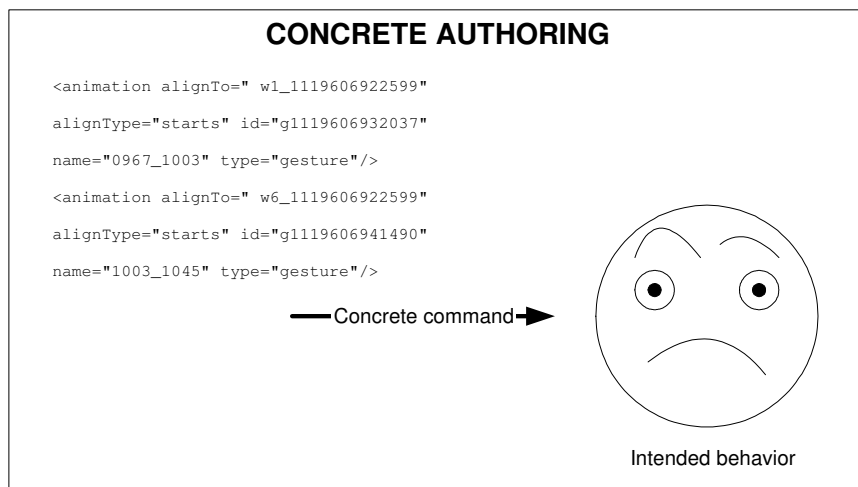 CONCRETE AUTHORING
<animation alignTo=" w1_1119606922599"
alignType="starts" id="g1119606932037"
name="0967_1003" type="gesture"/>
<animation alignTo=" w6_1119606922599"
alignType="starts" id="g1119606941490"
name="1003_1045" type="gesture"/>
Concrete command
Intended behavior